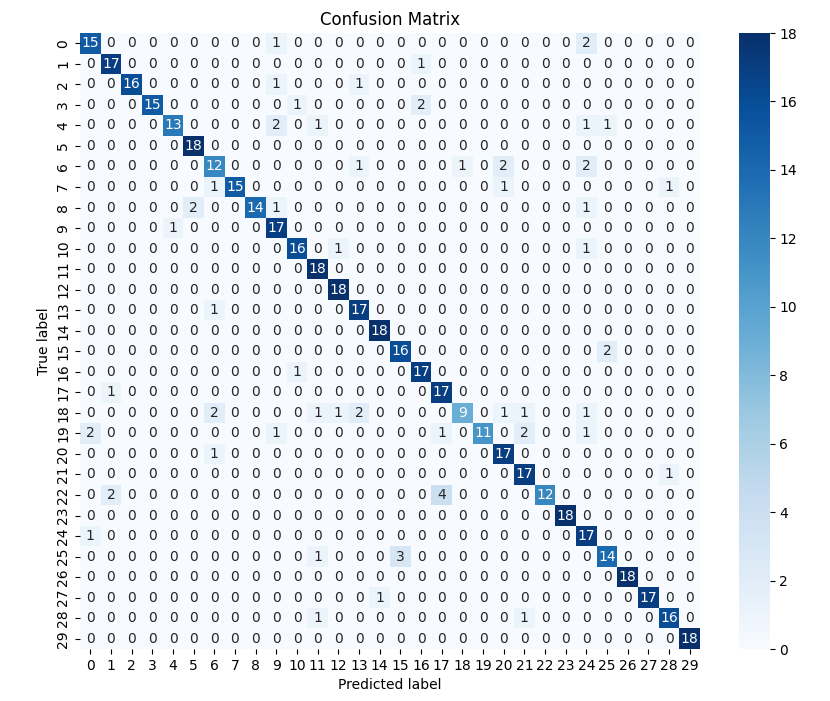 Confusion Matrix
0 15 0 0 0 0 0 0 0 0 1 0 0 0 0 0 0 0 0 0 0 0 0 0 0 2 0 0 0 0 0
1 0 17 0 0 0 0 0 0 0 0 0 0 0 0 0 0 1 0 0 0 0 0 0 0 0 0 0 0 0 0
2 0 0 16 0 0 0 0 0 0 1 0 0 0 1 0 0 0 0 0 0 0 0 0 0 0 0 0 0 0 0
3 0 0 0 15 0 0 0 0 0 0 1 0 0 0 0 0 2 0 0 0 0 0 0 0 0 0 0 0 0 0
4 0 0 0 0 13 0 0 0 0 2 0 1 0 0 0 0 0 0 0 0 0 0 0 0 1 1 0 0 0 0
5 0 0 0 0 0 18 0 0 0 0 0 0 0 0 0 0 0 0 0 0 0 0 0 0 0 0 0 0 0 0
6 0 0 0 0 0 0 12 0 0 0 0 0 0 1 0 0 0 0 1 0 2 0 0 0 2 0 0 0 0 0
7 0 0 0 0 0 0 1 15 0 0 0 0 0 0 0 0 0 0 0 0 1 0 0 0 0 0 0 0 1 0
8 0 0 0 0 0 2 0 0 14 1 0 0 0 0 0 0 0 0 0 0 0 0 0 0 1 0 0 0 0 0
9 0 0 0 0 1 0 0 0 0 17 0 0 0 0 0 0 0 0 0 0 0 0 0 0 0 0 0 0 0 0
10 0 0 0 0 0 0 0 0 0 0 16 0 1 0 0 0 0 0 0 0 0 0 0 0 1 0 0 0 0 0
11 0 0 0 0 0 0 0 0 0 0 0 18 0 0 0 0 0 0 0 0 0 0 0 0 0 0 0 0 0 0
12 0 0 0 0 0 0 0 0 0 0 0 0 18 0 0 0 0 0 0 0 0 0 0 0 0 0 0 0 0 0
13 0 0 0 0 0 0 1 0 0 0 0 0 0 17 0 0 0 0 0 0 0 0 0 0 0 0 0 0 0 0
14 0 0 0 0 0 0 0 0 0 0 0 0 0 0 18 0 0 0 0 0 0 0 0 0 0 0 0 0 0 0
15 0 0 0 0 0 0 0 0 0 0 0 0 0 0 0 16 0 0 0 0 0 0 0 0 0 2 0 0 0 0
16 0 0 0 0 0 0 0 0 0 0 1 0 0 0 0 0 17 0 0 0 0 0 0 0 0 0 0 0 0 0
17 0 1 0 0 0 0 0 0 0 0 0 0 0 0 0 0 0 17 0 0 0 0 0 0 0 0 0 0 0 0
18 0 0 0 0 0 0 2 0 0 0 0 1 1 2 0 0 0 0 9 0 1 1 0 0 1 0 0 0 0 0
19 2 0 0 0 0 0 0 0 0 1 0 0 0 0 0 0 0 1 0 11 0 2 0 0 1 0 0 0 0 0
20 0 0 0 0 0 0 1 0 0 0 0 0 0 0 0 0 0 0 0 0 17 0 0 0 0 0 0 0 0 0
21 0 0 0 0 0 0 0 0 0 0 0 0 0 0 0 0 0 0 0 0 0 17 0 0 0 0 0 0 1 0
22 0 2 0 0 0 0 0 0 0 0 0 0 0 0 0 0 0 4 0 0 0 0 12 0 0 0 0 0 0 0
23 0 0 0 0 0 0 0 0 0 0 0 0 0 0 0 0 0 0 0 0 0 0 0 18 0 0 0 0 0 0
24 1 0 0 0 0 0 0 0 0 0 0 0 0 0 0 0 0 0 0 0 0 0 0 0 17 0 0 0 0 0
25 0 0 0 0 0 0 0 0 0 0 0 1 0 0 0 3 0 0 0 0 0 0 0 0 0 14 0 0 0 0
26 0 0 0 0 0 0 0 0 0 0 0 0 0 0 0 0 0 0 0 0 0 0 0 0 0 0 18 0 0 0
27 0 0 0 0 0 0 0 0 0 0 0 0 0 0 1 0 0 0 0 0 0 0 0 0 0 0 0 17 0 0
28 0 0 0 0 0 0 0 0 0 0 0 1 0 0 0 0 0 0 0 0 0 1 0 0 0 0 0 0 16 0
29 0 0 0 0 0 0 0 0 0 0 0 0 0 0 0 0 0 0 0 0 0 0 0 0 0 0 0 0 0 18
0 1 2 3 4 5 6 7 8 9 10 11 12 13 14 15 16 17 18 19 20 21 22 23 24 25 26 27 28 29
Predicted label
True label
18
16
14
12
10
8
6
4
2
0